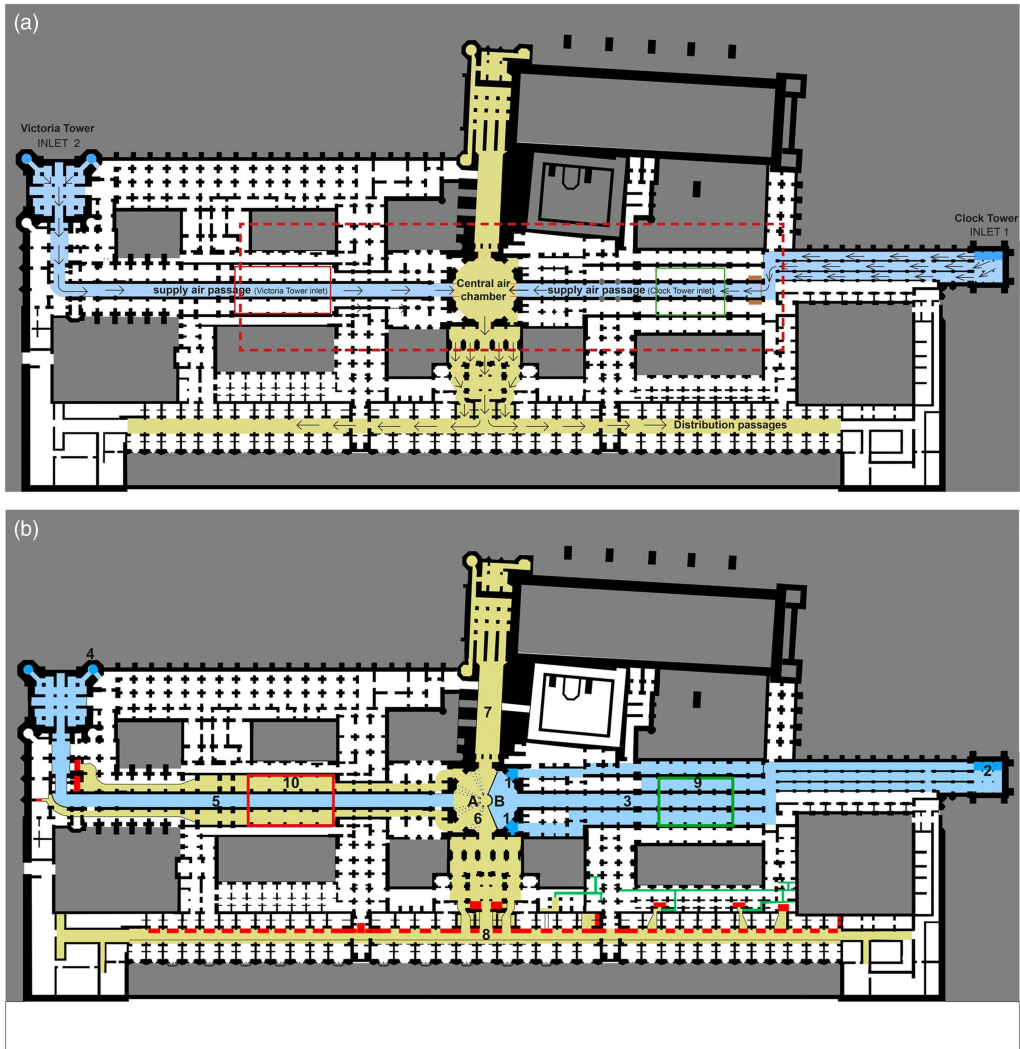 (a)
Victoria Tower
INLET 2
Clock Tower
INLET 1
Central air
chamber
supply air passage (Victoria Tower inlet)
supply air passage (Clock Tower inlet)
Distribution passages
(b)
4
7
10
1
9
2
5
A
B
3
6
1
8